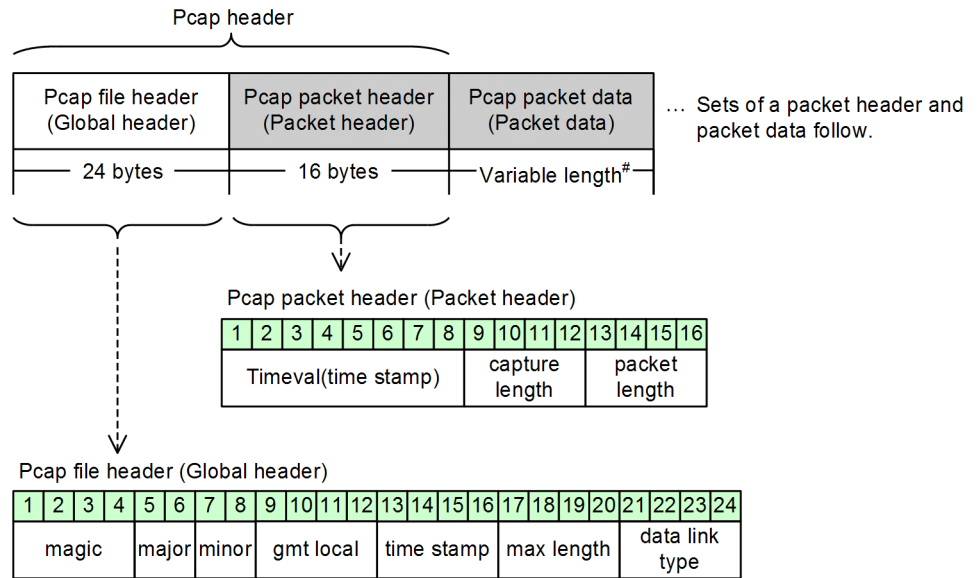 Pcap header
Pcap file header
(Global header)
Pcap packet header
(Packet header)
Pcap packet data
(Packet data)
... Sets of a packet header and
packet data follow.
24 bytes
16 bytes
Variable length#
Pcap packet header (Packet header)
1 2 3 4 5 6 7 8 9 10 11 12 13 14 15 16
Timeval(time stamp)
capture
length
packet
length
Pcap file header (Global header)
1 2 3 4 5 6 7 8 9 10 11 12 13 14 15 16 17 18 19 20 21 22 23 24
magic
major
minor
gmt local
time stamp
max length
data link
type